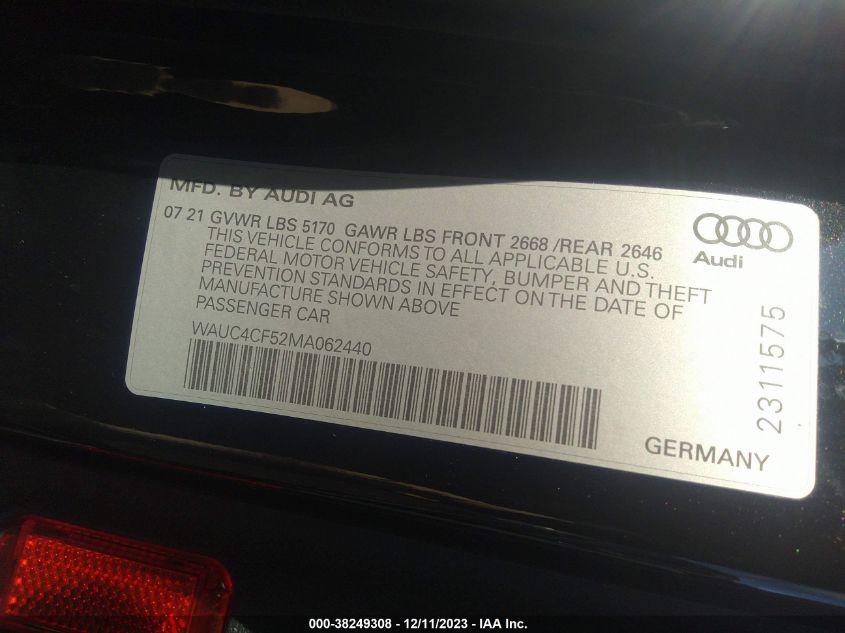 MFD. BY AUDI AG
07 21 GVWR LBS 5170 GAWR LBS FRONT 2668 /REAR 2646
THIS VEHICLE CONFORMS TO ALL APPLICABLE U.S.
FEDERAL MOTOR VEHICLE SAFETY, BUMPER AND THEFT
PREVENTION STANDARDS IN EFFECT ON THE DATE OF
MANUFACTURE SHOWN ABOVE
PASSENGER CAR
WAUC4CF52MA062440
Audi
2311575
GERMANY
000-38249308 - 12/11/2023 - IAA Inc.